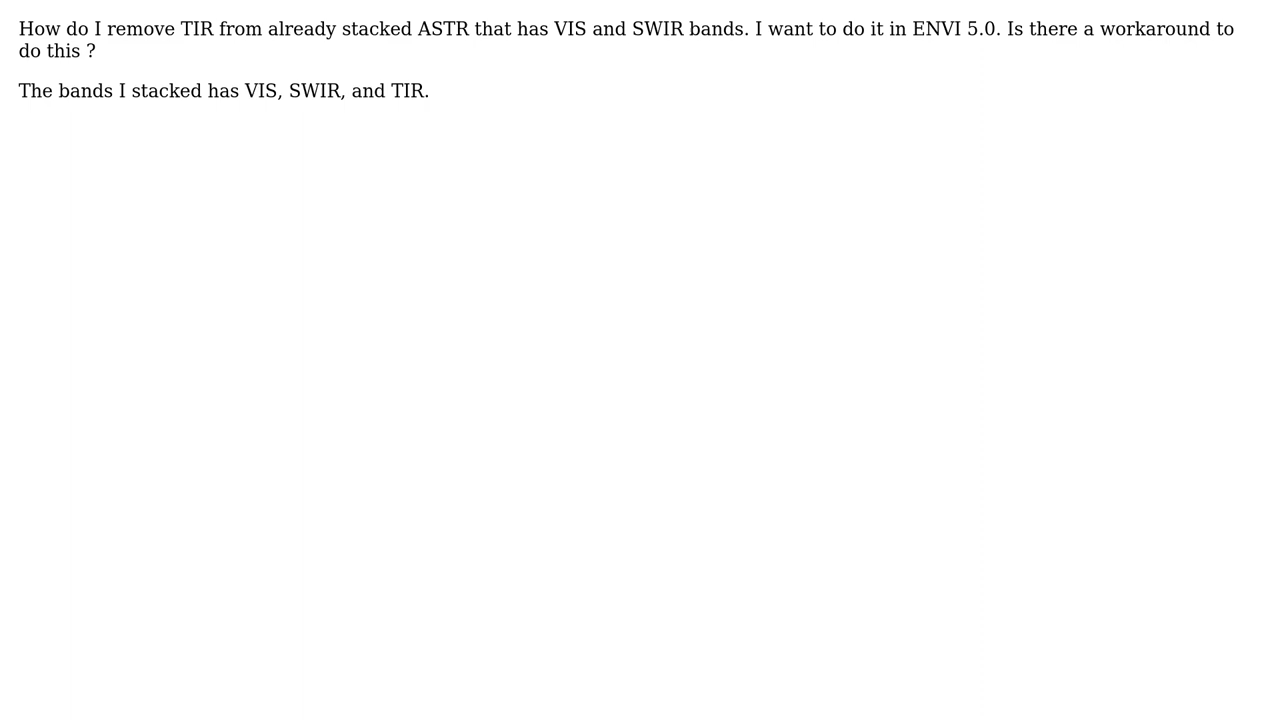 How do I remove TIR from already stacked ASTR that has VIS and SWIR bands. I want to do it in ENVI 5.0. Is there a workaround to
do this ?
The bands I stacked has VIS, SWIR, and TIR.